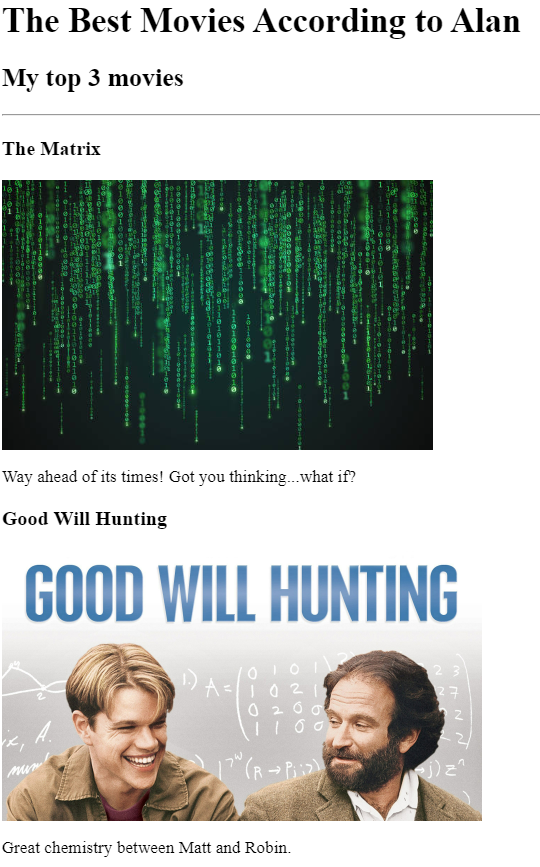 The Best Movies According to Alan
My top 3 movies
The Matrix
Way ahead of its times! Got you thinking...what if?
Good Will Hunting
GOOD WILL HUNTING
Great chemistry between Matt and Robin.